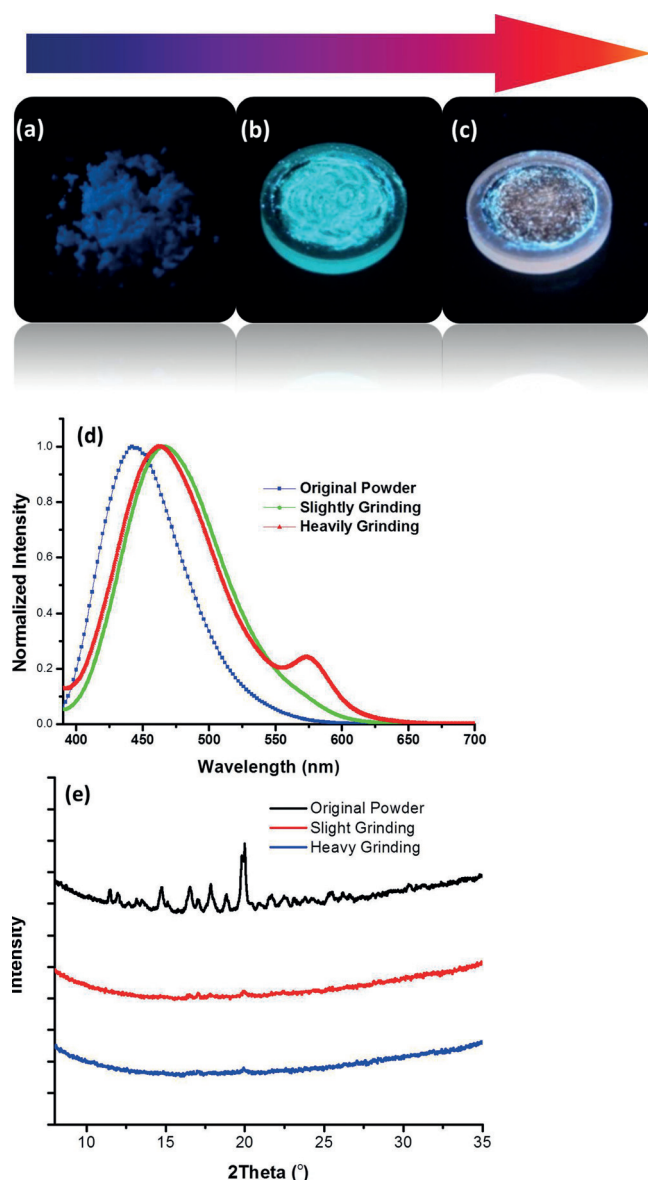 (a)
(b)
(c)
(d)
Original Powder
Slightly Grinding
Heavily Grinding
Normalized Intensity
1.0
0.8
0.6
0.4
0.2
0.0
400 450 500 550 600 650 700
Wavelength (nm)
(e)
Original Powder
Slight Grinding
Heavy Grinding
Intensity
10 15 20 25 30 35
2Theta (°)